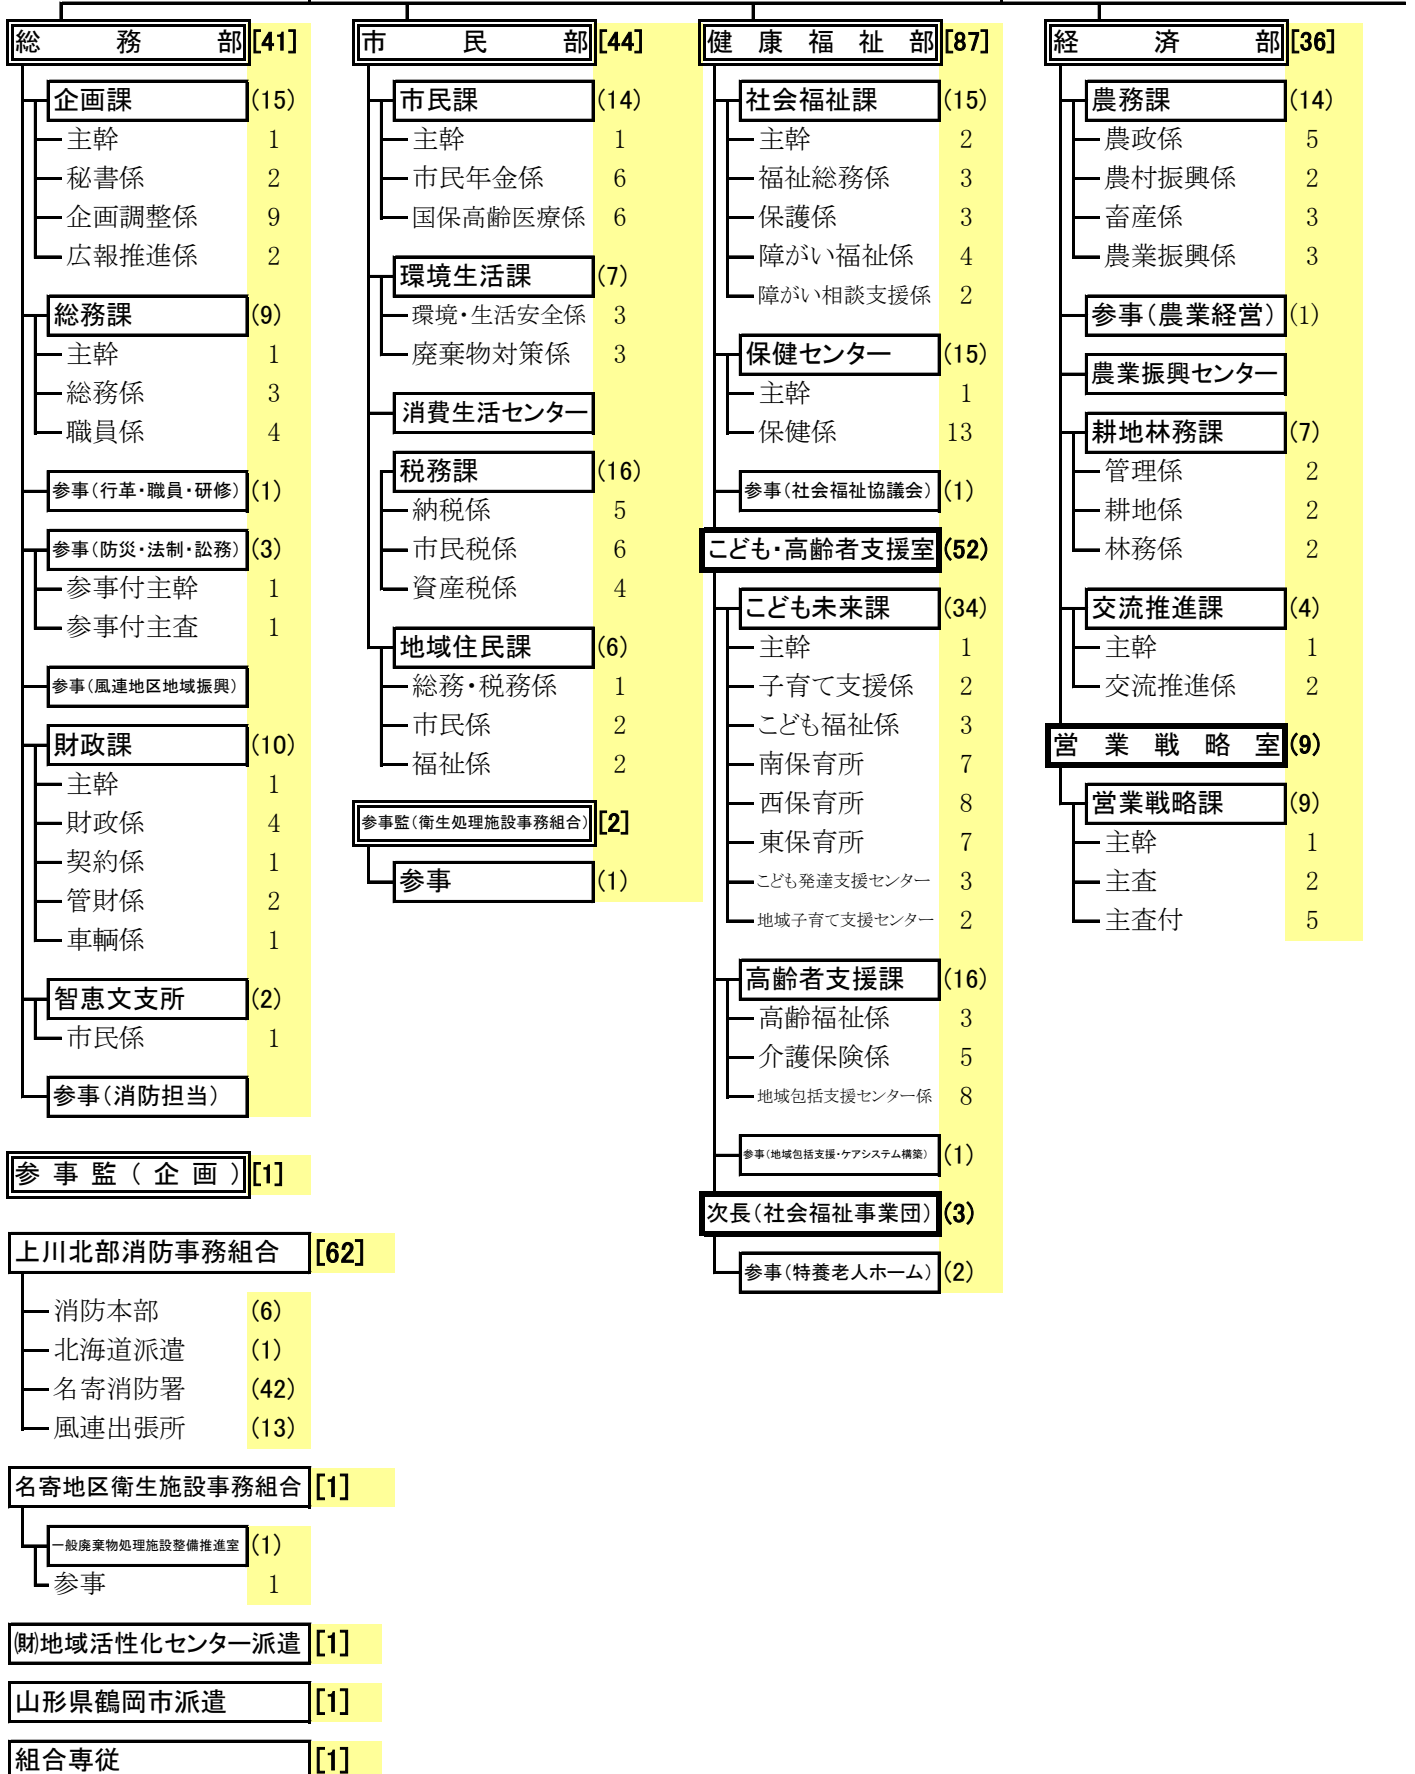 総務部 [41]
企画課 (15)
主幹 1
秘書係 2
企画調整係 9
広報推進係 2
総務課 (9)
主幹 1
総務係 3
職員係 4
参事(行革・職員・研修) (1)
参事(防災・法制・訟務) (3)
参事付主幹 1
参事付主査 1
参事(風連地区地域振興)
財政課 (10)
主幹 1
財政係 4
契約係 1
管財係 2
車輌係 1
智恵文支所 (2)
市民係 1
参事(消防担当)
参事監(企画) [1]
上川北部消防事務組合 [62]
消防本部 (6)
北海道派遣 (1)
名寄消防署 (42)
風連出張所 (13)
名寄地区衛生施設事務組合 [1]
一般廃棄物処理施設整備推進室 (1)
参事 1
㈶地域活性化センター派遣 [1]
山形県鶴岡市派遣 [1]
組合専従 [1]
市民部 [44]
市民課 (14)
主幹 1
市民年金係 6
国保高齢医療係 6
環境生活課 (7)
環境・生活安全係 3
廃棄物対策係 3
消費生活センター
税務課 (16)
納税係 5
市民税係 6
資産税係 4
地域住民課 (6)
総務・税務係 1
市民係 2
福祉係 2
参事監(衛生処理施設事務組合) [2]
参事 (1)
健康福祉部 [87]
社会福祉課 (15)
主幹 2
福祉総務係 3
保護係 3
障がい福祉係 4
障がい相談支援係 2
保健センター (15)
主幹 1
保健係 13
参事(社会福祉協議会) (1)
こども・高齢者支援室 (52)
こども未来課 (34)
主幹 1
子育て支援係 2
こども福祉係 3
南保育所 7
西保育所 8
東保育所 7
こども発達支援センター 3
地域子育て支援センター 2
高齢者支援課 (16)
高齢福祉係 3
介護保険係 5
地域包括支援センター係 8
参事(地域包括支援・ケアシステム構築) (1)
次長(社会福祉事業団) (3)
参事(特養老人ホーム) (2)
経済部 [36]
農務課 (14)
農政係 5
農村振興係 2
畜産係 3
農業振興係 3
参事(農業経営) (1)
農業振興センター
耕地林務課 (7)
管理係 2
耕地係 2
林務係 2
交流推進課 (4)
主幹 1
交流推進係 2
営業戦略室 (9)
営業戦略課 (9)
主幹 1
主査 2
主査付 5